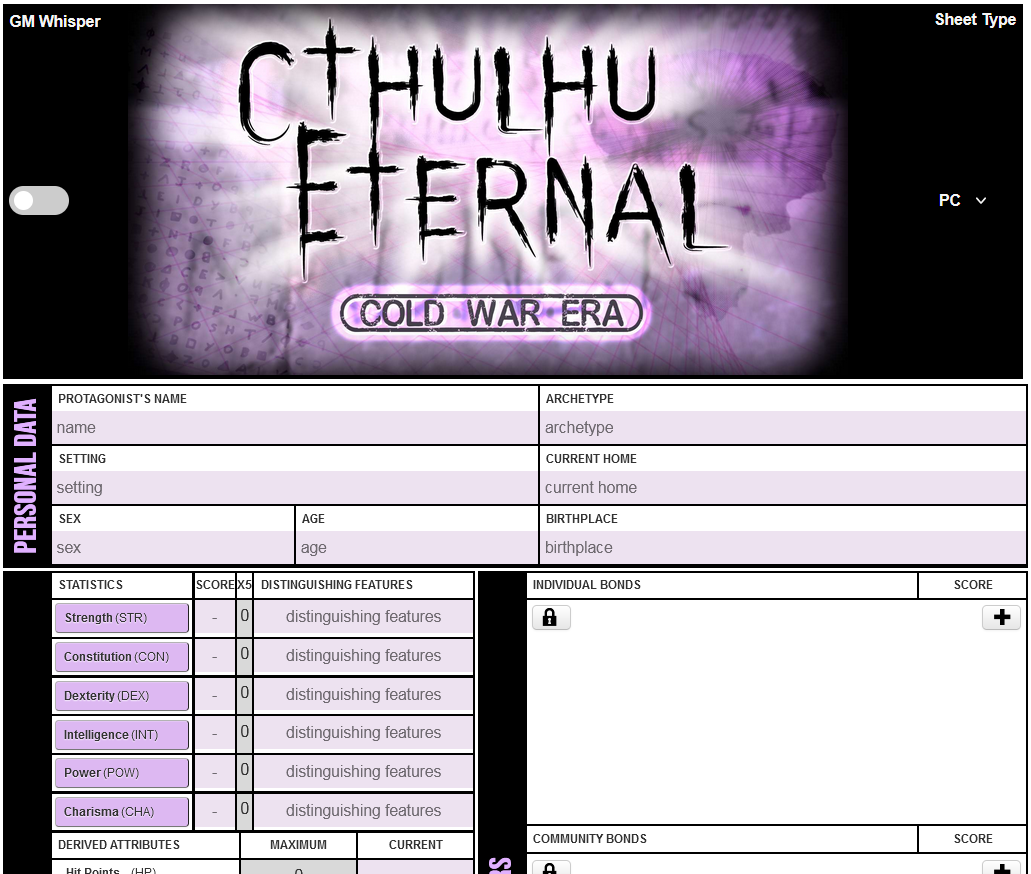 GM Whisper
Sheet Type
CTHULHU
ETERNAL
COLD WAR ERA
PC
PERSONAL DATA
PROTAGONIST'S NAME
ARCHETYPE
name
archetype
SETTING
CURRENT HOME
setting
current home
SEX
AGE
BIRTHPLACE
sex
age
birthplace
STATISTICS
SCORE
X5
DISTINGUISHING FEATURES
Strength (STR)
-
0
distinguishing features
Constitution (CON)
-
0
distinguishing features
Dexterity (DEX)
-
0
distinguishing features
Intelligence (INT)
-
0
distinguishing features
Power (POW)
-
0
distinguishing features
Charisma (CHA)
-
0
distinguishing features
DERIVED ATTRIBUTES
MAXIMUM
CURRENT
Hit Points (HP)
0
INDIVIDUAL BONDS
SCORE
COMMUNITY BONDS
SCORE